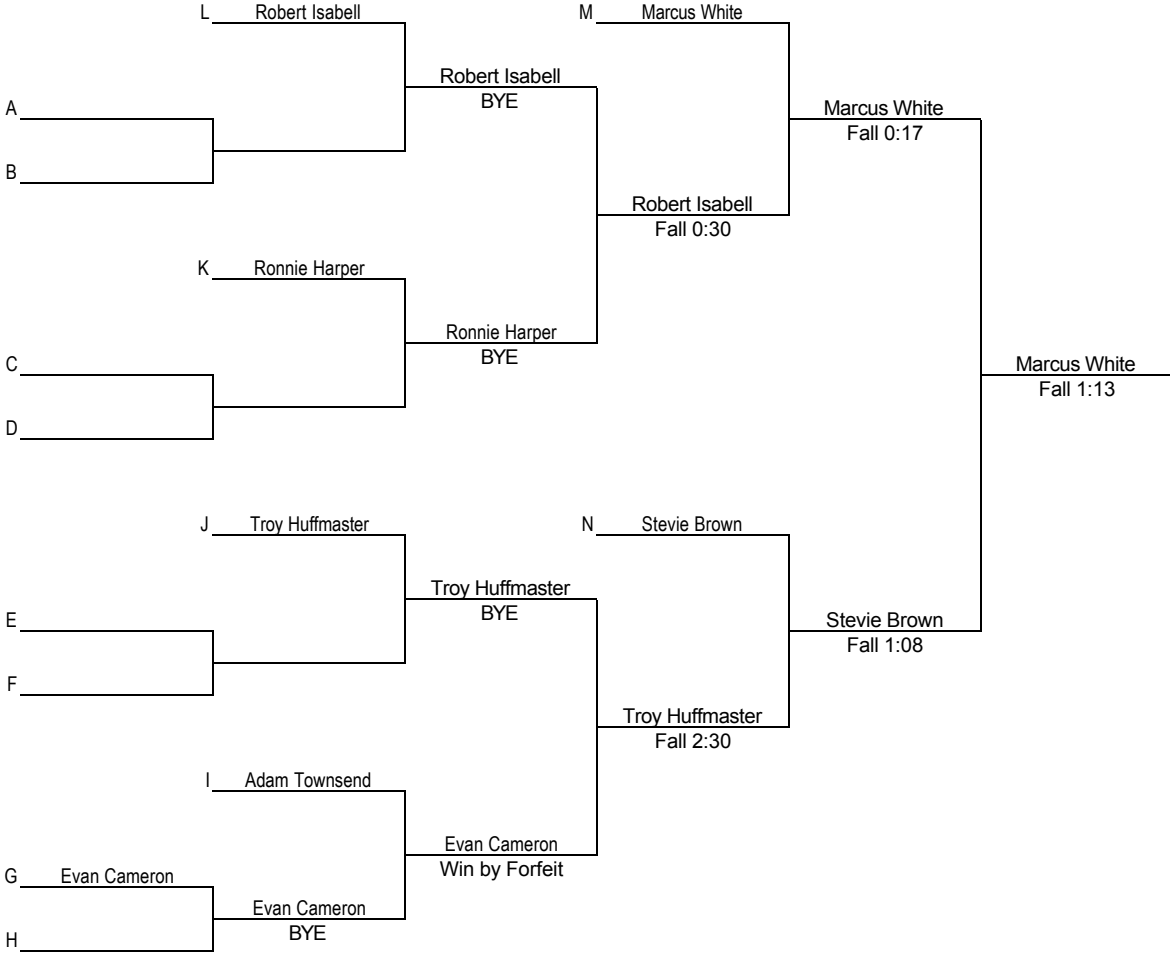 L Robert Isabell
M Marcus White
Robert Isabell
BYE
A
Marcus White
Fall 0:17
B
Robert Isabell
Fall 0:30
K Ronnie Harper
Ronnie Harper
BYE
C
Marcus White
Fall 1:13
D
J Troy Huffmaster
N Stevie Brown
Troy Huffmaster
BYE
E
Stevie Brown
Fall 1:08
F
Troy Huffmaster
Fall 2:30
I Adam Townsend
Evan Cameron
Win by Forfeit
G Evan Cameron
Evan Cameron
BYE
H